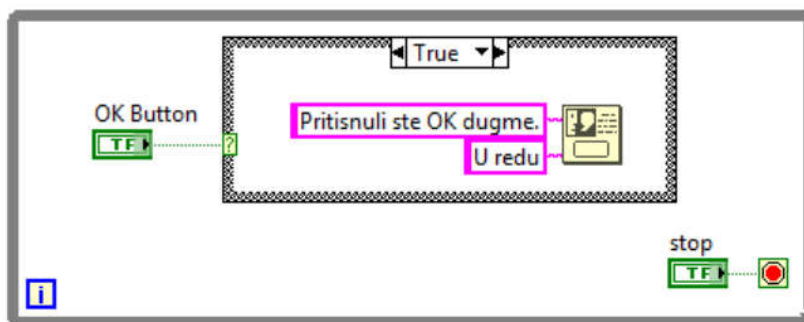 True
OK Button
TF
?
Pritisnuli ste OK dugme.
U redu
stop
TF
i